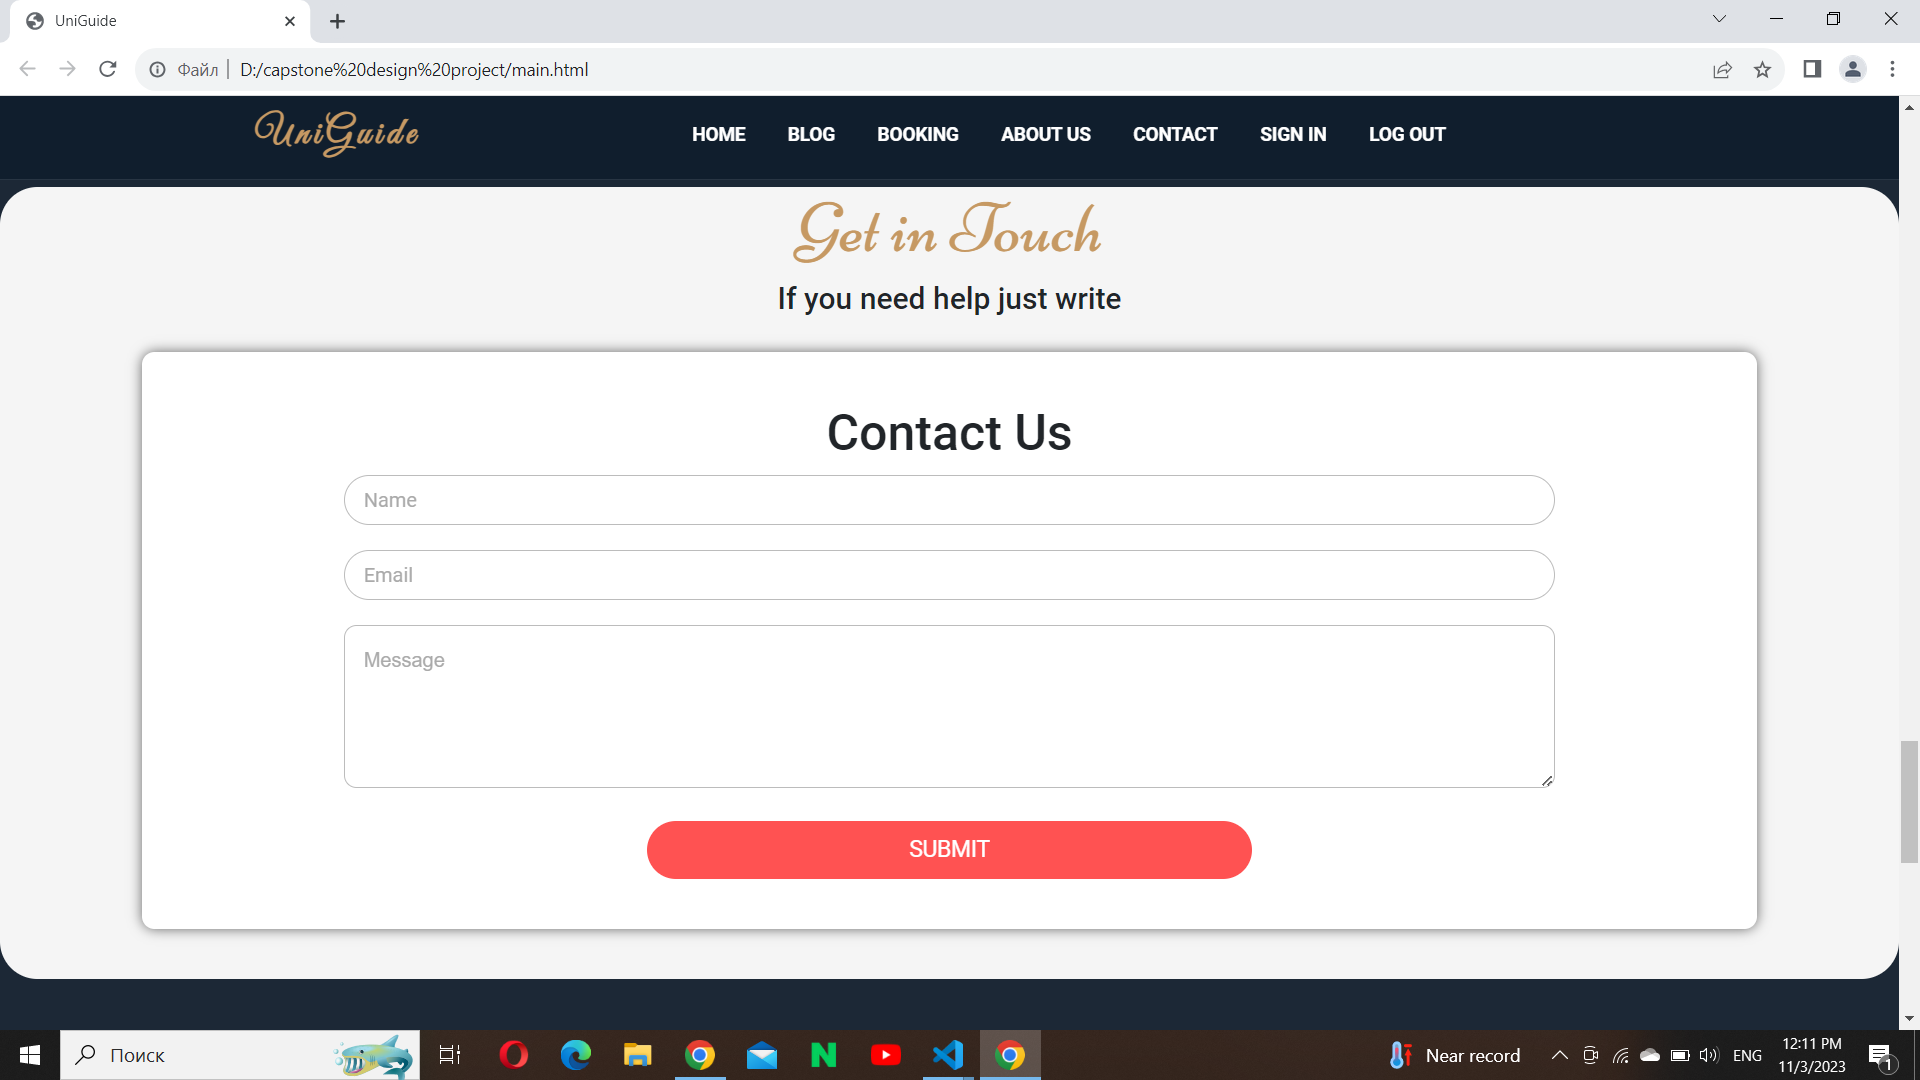 UniGuide
Файл
D:/capstone%20design%20project/main.html
UniGuide
HOME
BLOG
BOOKING
ABOUT US
CONTACT
SIGN IN
LOG OUT
Get in Touch
If you need help just write
Contact Us
Name
Email
Message
SUBMIT
Поиск
Near record
ENG
12:11 PM
11/3/2023
1